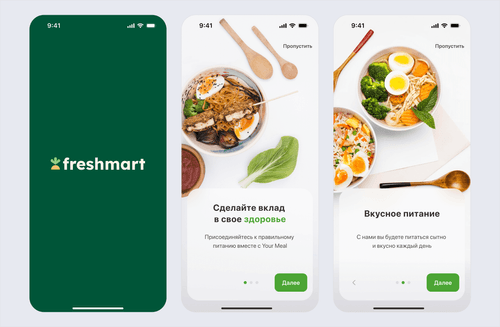 9:41
freshmart
9:41
Пропустить
Сделайте вклад
в свое здоровье
Присоединяйтесь к правильному
питанию вместе с Your Meal
Далее
9:41
Пропустить
Вкусное питание
С нами вы будете питаться сытно
и вкусно каждый день
Далее